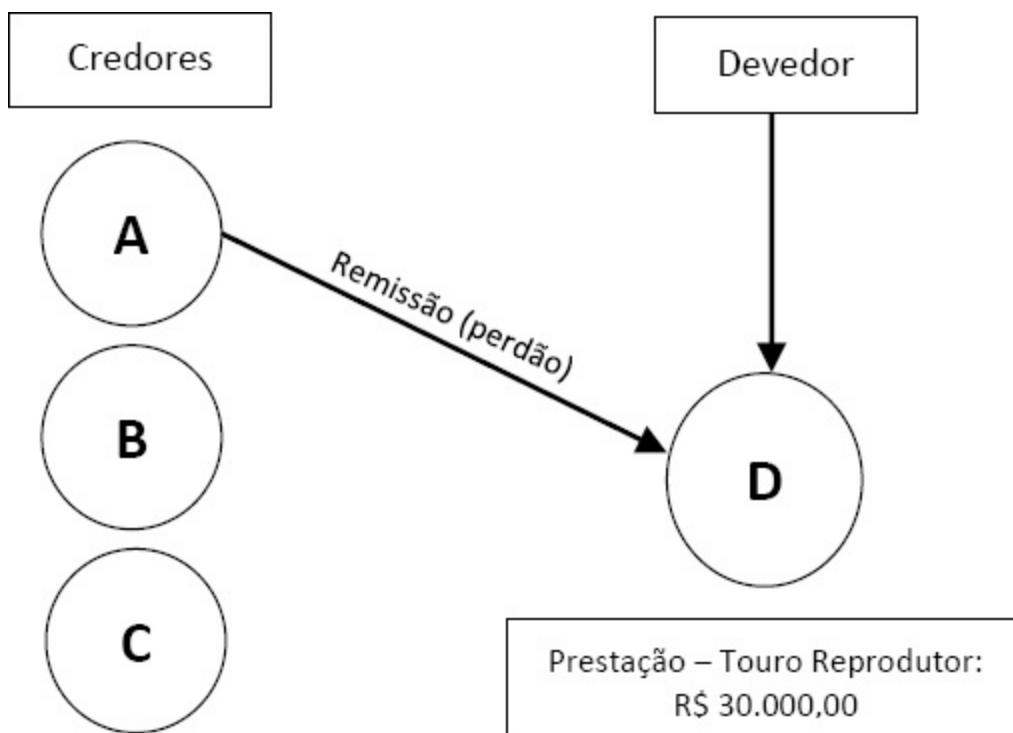 Credores
Devedor
A
Remissão (perdão)
B
D
C
Prestação – Touro Reprodutor:
R$ 30.000,00